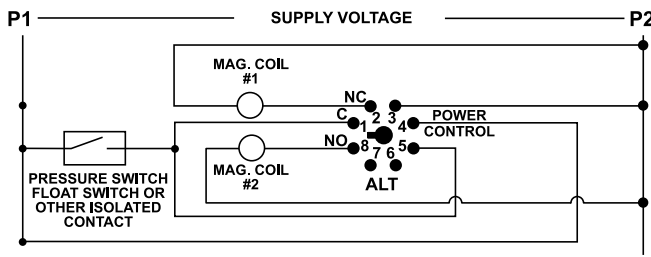 P1
SUPPLY VOLTAGE
P2
MAG. COIL
#1
NC
C
NO
1
2
3
4
5
6
7
8
POWER
CONTROL
MAG. COIL
#2
ALT
PRESSURE SWITCH
FLOAT SWITCH OR
OTHER ISOLATED
CONTACT